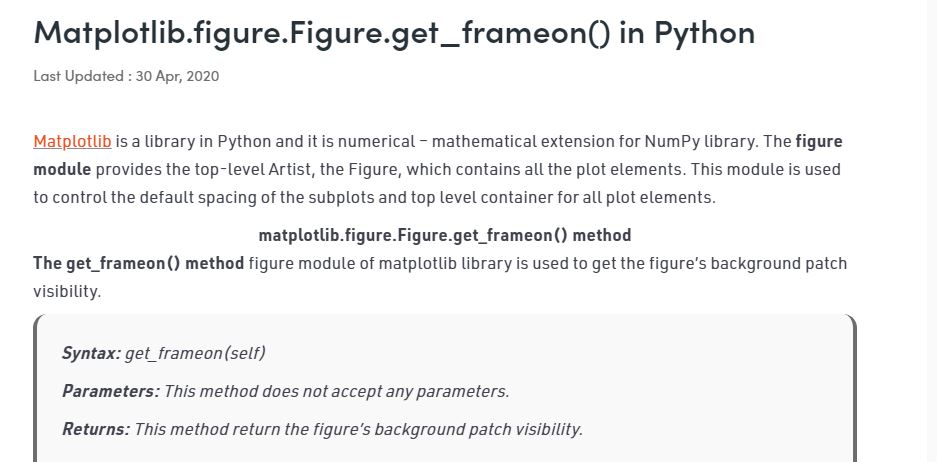 Matplotlib.figure.Figure.get_frameon() in Python
Last Updated : 30 Apr, 2020
Matplotlib is a library in Python and it is numerical – mathematical extension for NumPy library. The figure
module provides the top-level Artist, the Figure, which contains all the plot elements. This module is used
to control the default spacing of the subplots and top level container for all plot elements.
matplotlib.figure.Figure.get_frameon() method
The get_frameon() method figure module of matplotlib library is used to get the figure’s background patch
visibility.
Syntax: get_frameon(self)
Parameters: This method does not accept any parameters.
Returns: This method return the figure’s background patch visibility.